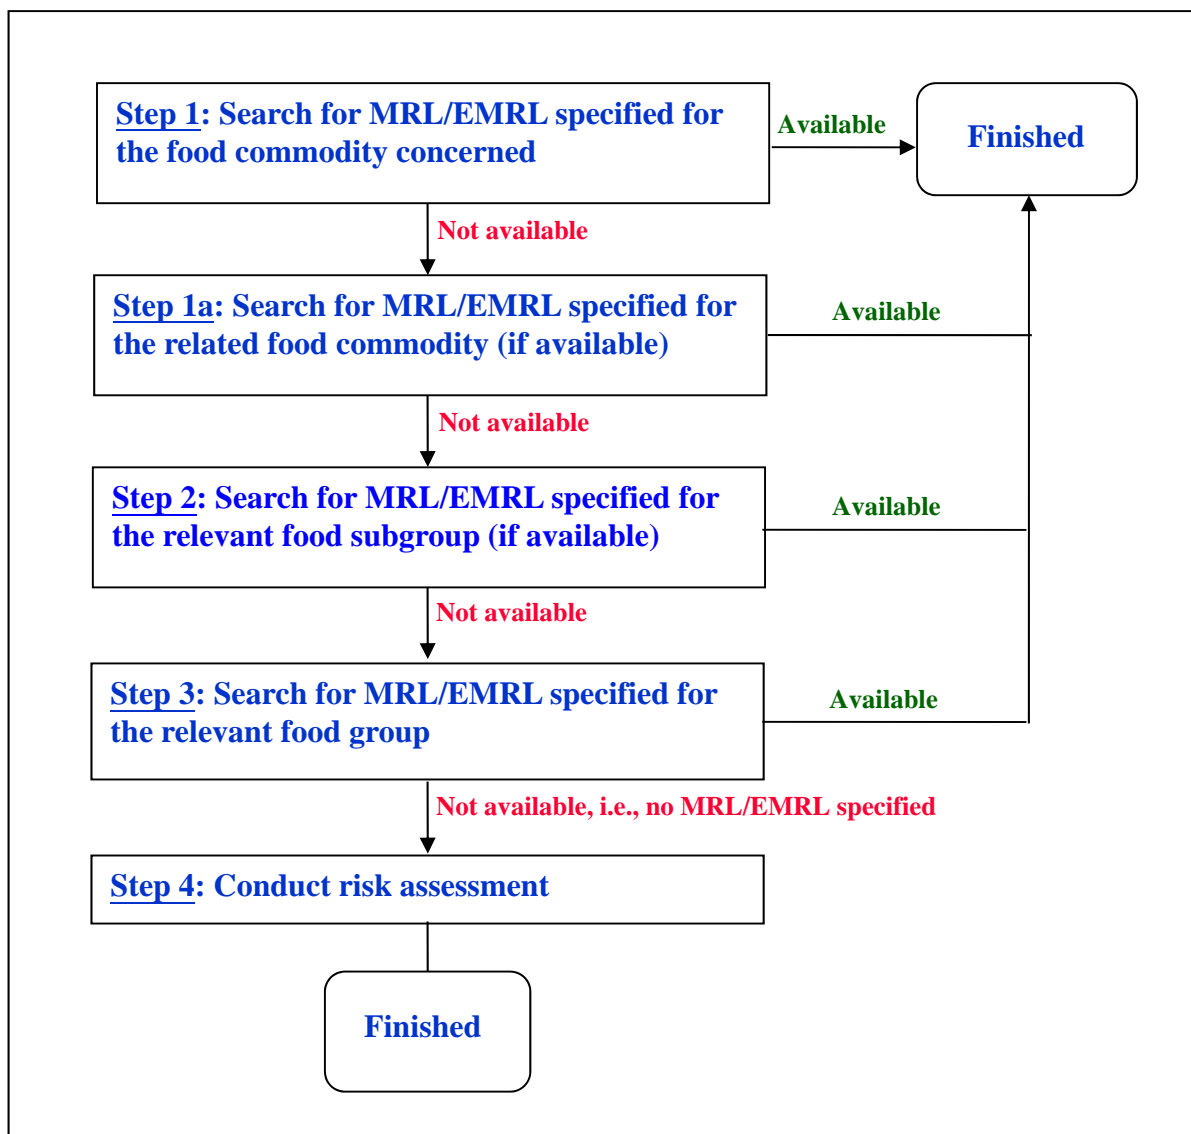 Step 1: Search for MRL/EMRL specified for
the food commodity concerned
Available
Finished
Not available
Step 1a: Search for MRL/EMRL specified for
the related food commodity (if available)
Available
Not available
Step 2: Search for MRL/EMRL specified for
the relevant food subgroup (if available)
Available
Not available
Step 3: Search for MRL/EMRL specified for
the relevant food group
Available
Not available, i.e., no MRL/EMRL specified
Step 4: Conduct risk assessment
Finished